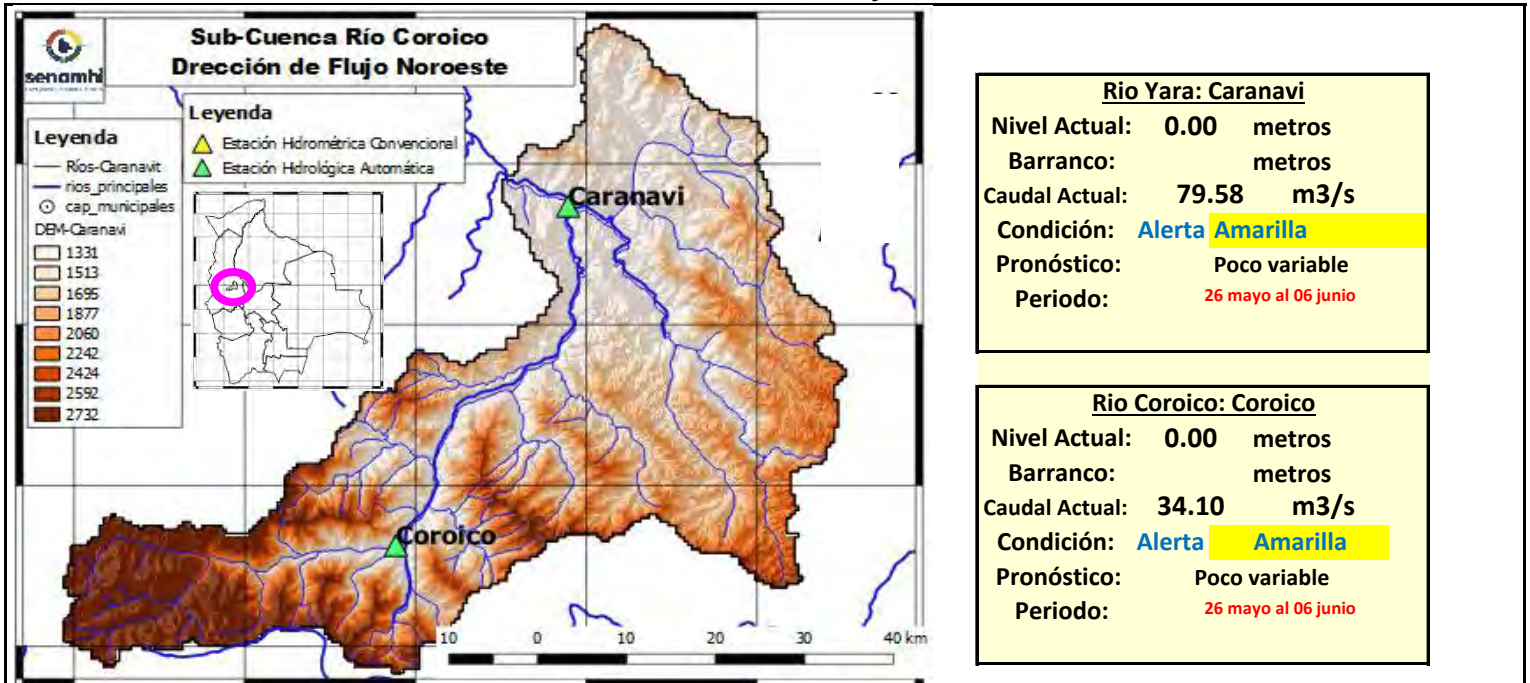 senamhi
Sub-Cuenca Río Coroico
Drección de Flujo Noroeste
Leyenda
Ríos-Caranavit
rios_principales
cap_municipales
DEM-Caranavi
1331
1513
1695
1877
2060
2242
2424
2592
2732
Leyenda
Estación Hidrométrica Convencional
Estación Hidrológica Automática
Caranavi
Coroico
10 0 10 20 30 40 km
Rio Yara: Caranavi
Nivel Actual: 0.00 metros
Barranco: metros
Caudal Actual: 79.58 m3/s
Condición: Alerta Amarilla
Pronóstico: Poco variable
Periodo: 26 mayo al 06 junio
Rio Coroico: Coroico
Nivel Actual: 0.00 metros
Barranco: metros
Caudal Actual: 34.10 m3/s
Condición: Alerta Amarilla
Pronóstico: Poco variable
Periodo: 26 mayo al 06 junio